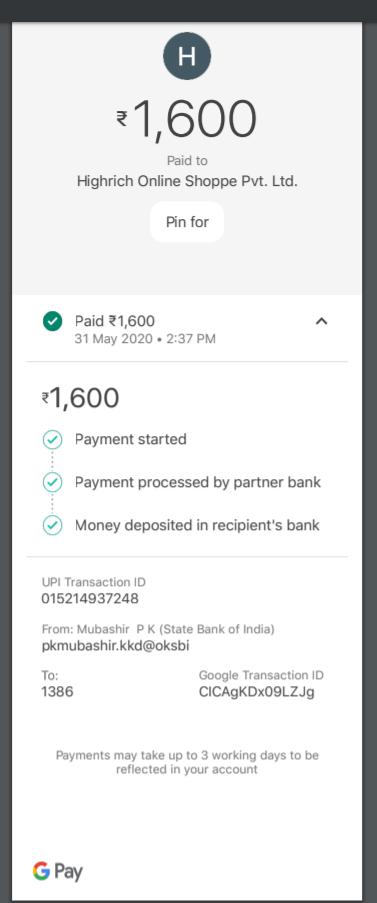 H
₹1,600
Paid to
Highrich Online Shoppe Pvt. Ltd.
Pin for
Paid ₹1,600
31 May 2020 • 2:37 PM
₹1,600
Payment started
Payment processed by partner bank
Money deposited in recipient's bank
UPI Transaction ID
015214937248
From: Mubashir P K (State Bank of India)
pkmubashir.kkd@oksbi
To:
1386
Google Transaction ID
CICAgKDx09LZJg
Payments may take up to 3 working days to be
reflected in your account
G Pay